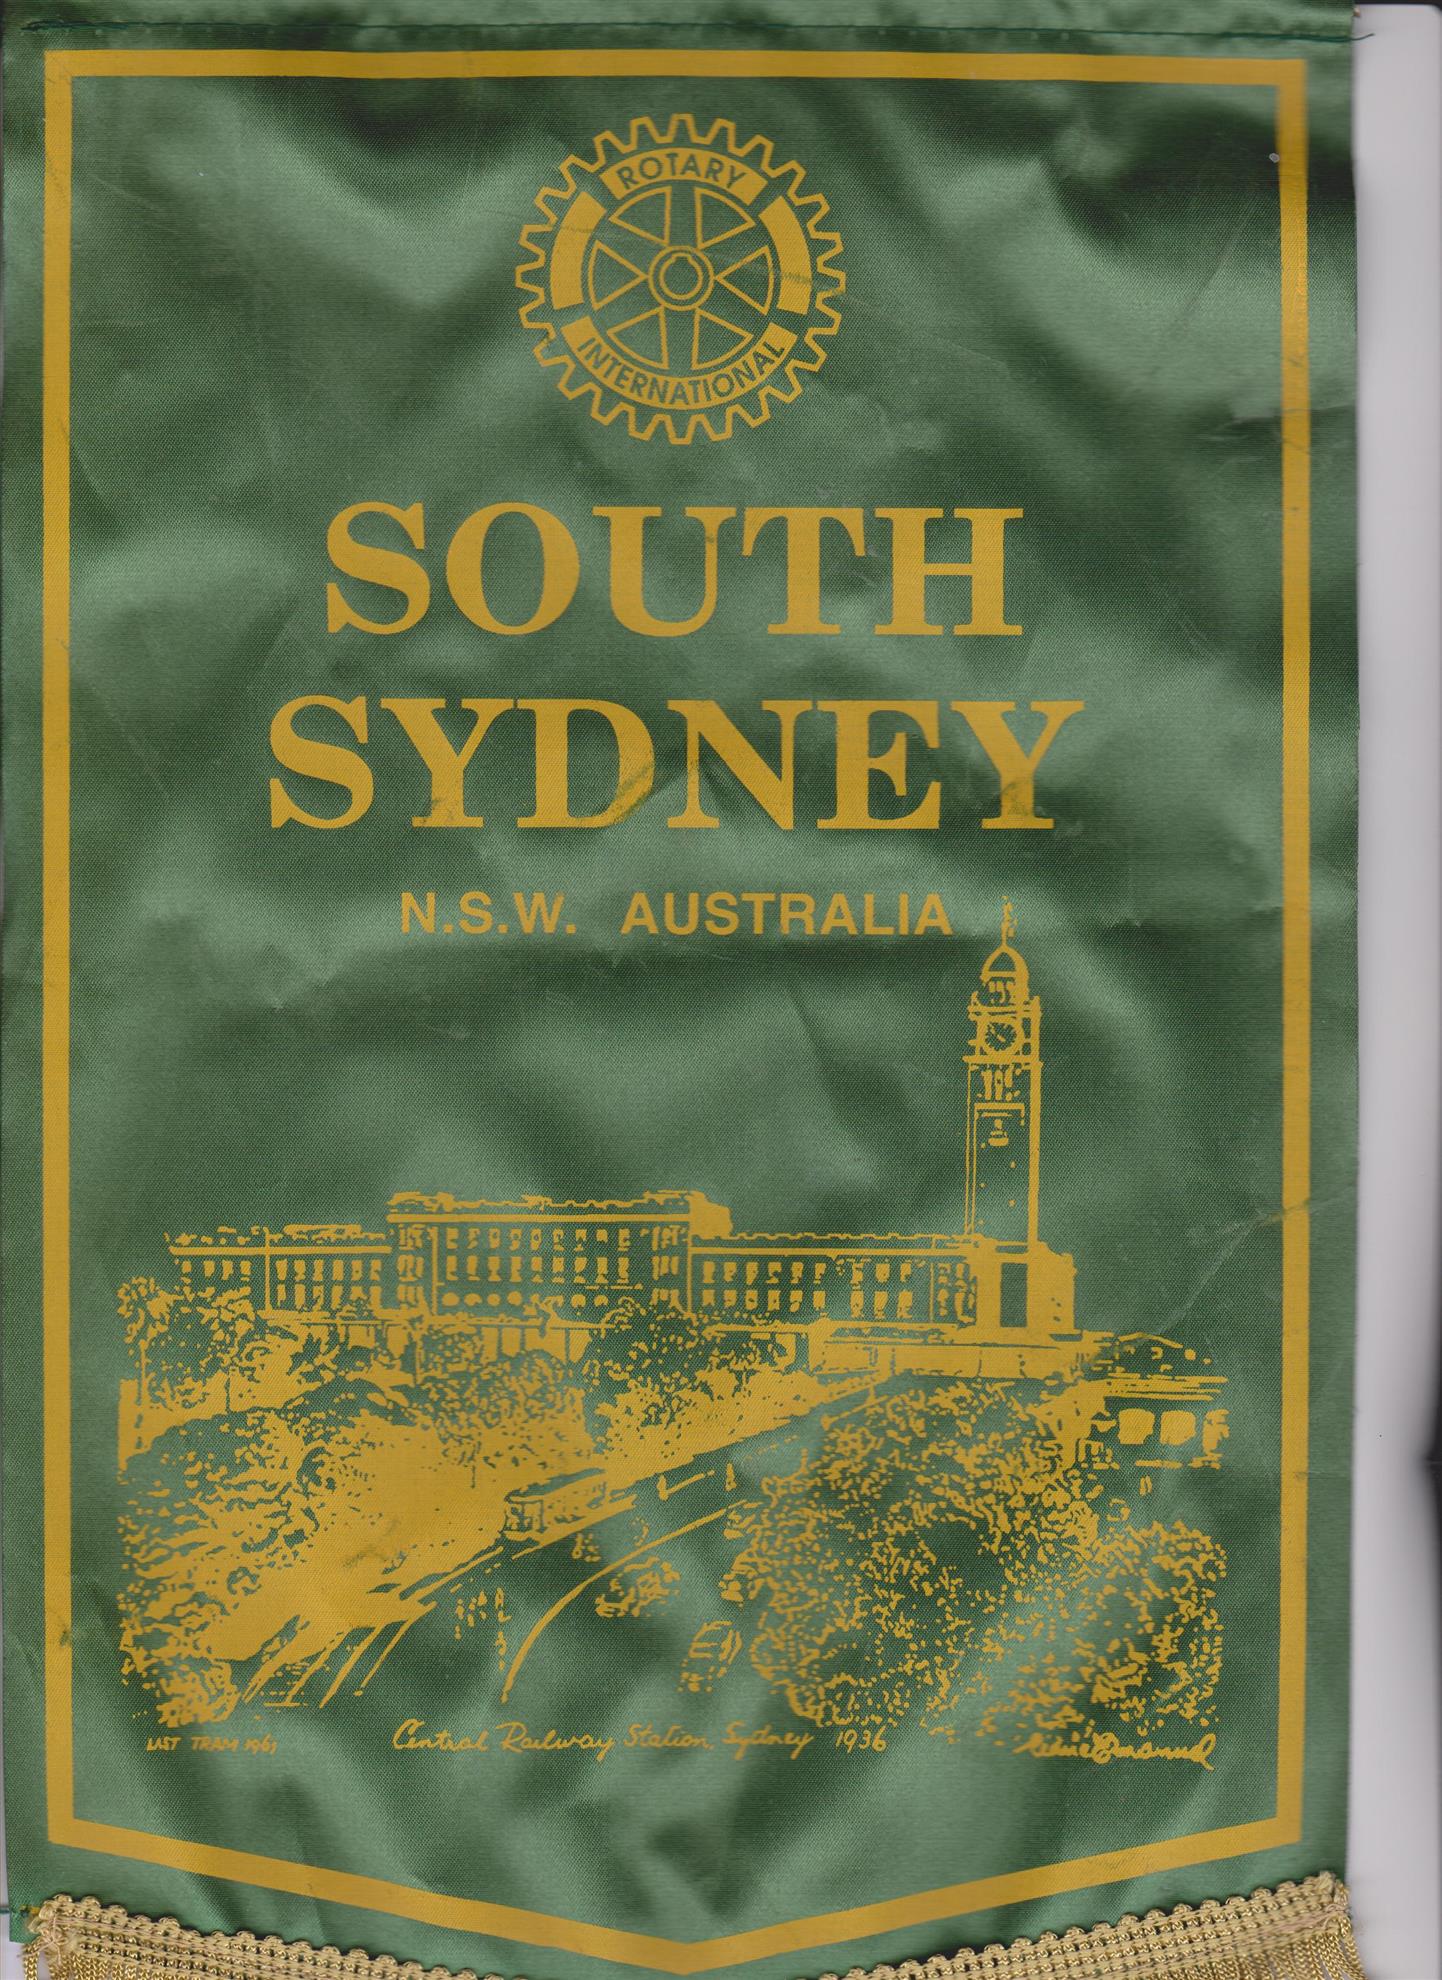 ROTARY
INTERNATIONAL
SOUTH
SYDNEY
N.S.W. AUSTRALIA
LAST TRAM 1961
Central Railway Station, Sydney 1936